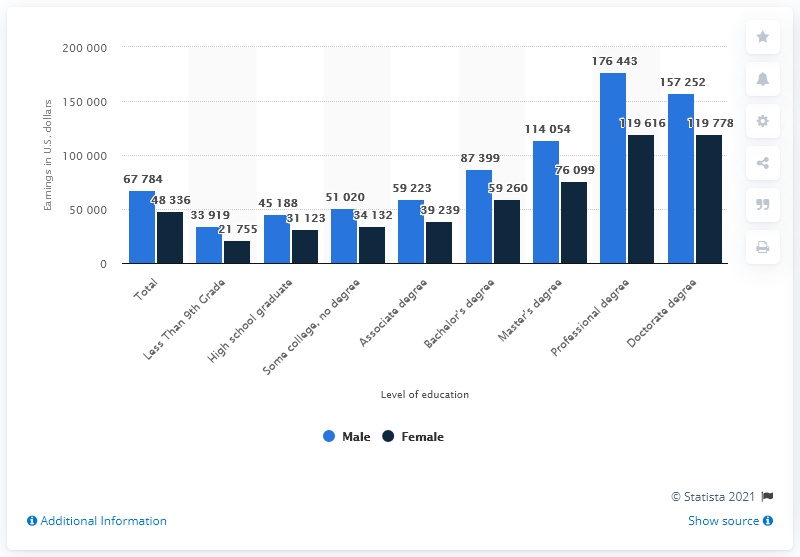 200 000
150 000
100 000
50 000
0
Earnings in U.S. dollars
67 784
48 336
33 919
21 755
45 188
31 123
51 020
34 132
59 223
39 239
87 399
59 260
114 054
76 099
176 443
119 616
157 252
119 778
Total
Less Than 9th Grade
High school graduate
Some college, no degree
Associate degree
Bachelor's degree
Master's degree
Professional degree
Doctorate degree
Level of education
Male Female
© Statista 2021
Additional Information Show source